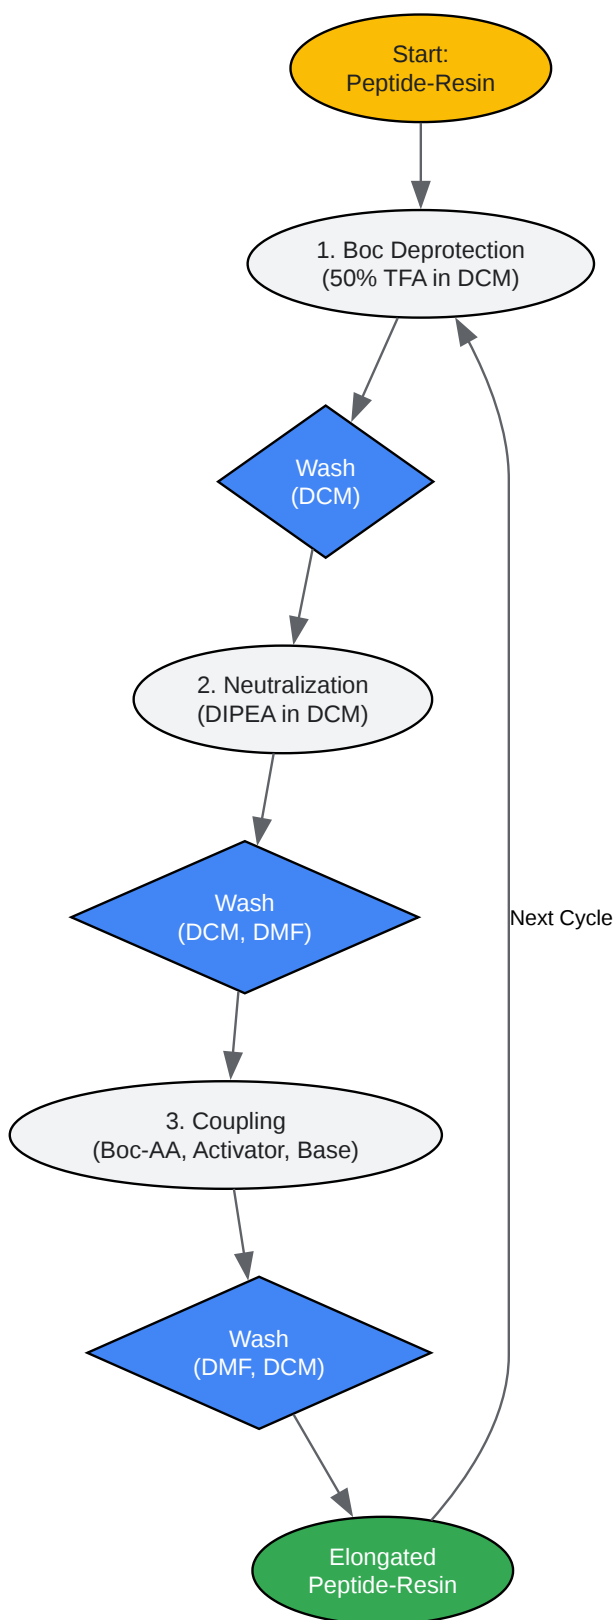 Start:
Peptide-Resin
1. Boc Deprotection
(50% TFA in DCM)
Wash
(DCM)
2. Neutralization
(DIPEA in DCM)
Wash
(DCM, DMF)
Next Cycle
3. Coupling
(Boc-AA, Activator, Base)
Wash
(DMF, DCM)
Elongated
Peptide-Resin